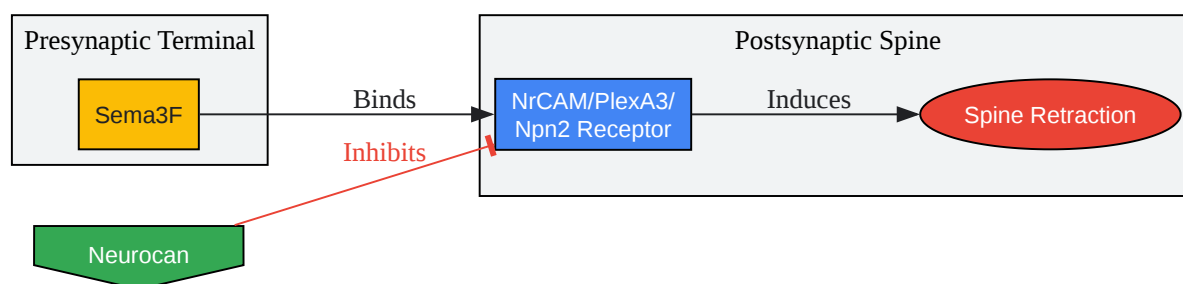 Presynaptic Terminal
Postsynaptic Spine
Sema3F
Binds
NrCAM/PlexA3/
Npn2 Receptor
Induces
Spine Retraction
Inhibits
Neurocan